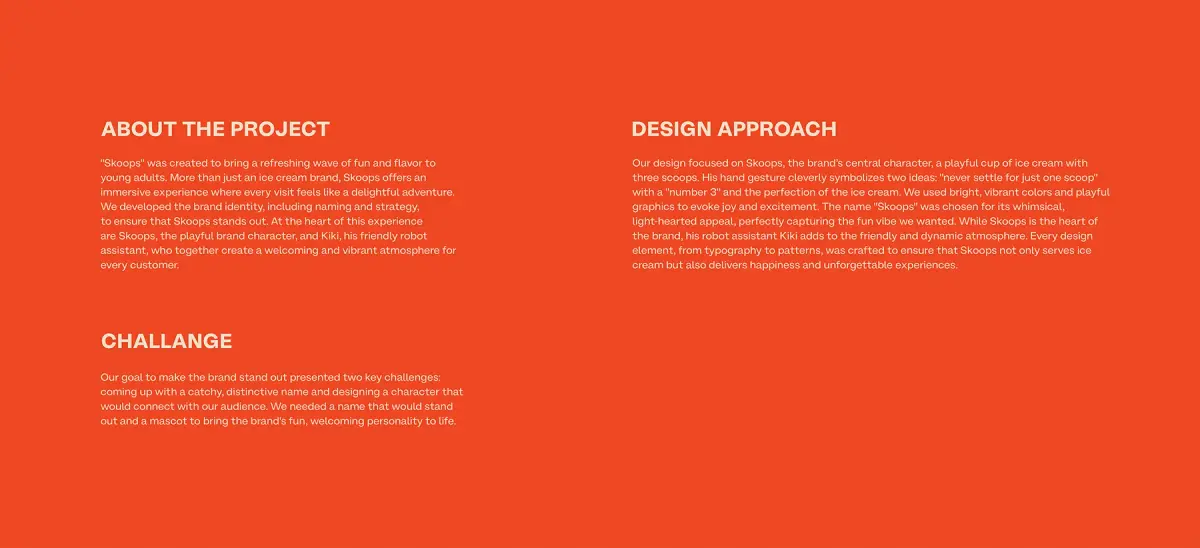 ABOUT THE PROJECT
"Skoops" was created to bring a refreshing wave of fun and flavor to
young adults. More than just an ice cream brand, Skoops offers an
immersive experience where every visit feels like a delightful adventure.
We developed the brand identity, including naming and strategy,
to ensure that Skoops stands out. At the heart of this experience
are Skoops, the playful brand character, and Kiki, his friendly robot
assistant, who together create a welcoming and vibrant atmosphere for
every customer.
CHALLANGE
Our goal to make the brand stand out presented two key challenges:
coming up with a catchy, distinctive name and designing a character that
would connect with our audience. We needed a name that would stand
out and a mascot to bring the brand's fun, welcoming personality to life.
DESIGN APPROACH
Our design focused on Skoops, the brand's central character, a playful cup of ice cream with
three scoops. His hand gesture cleverly symbolizes two ideas: "never settle for just one scoop"
with a "number 3" and the perfection of the ice cream. We used bright, vibrant colors and playful
graphics to evoke joy and excitement. The name "Skoops" was chosen for its whimsical,
light-hearted appeal, perfectly capturing the fun vibe we wanted. While Skoops is the heart of
the brand, his robot assistant Kiki adds to the friendly and dynamic atmosphere. Every design
element, from typography to patterns, was crafted to ensure that Skoops not only serves ice
cream but also delivers happiness and unforgettable experiences.